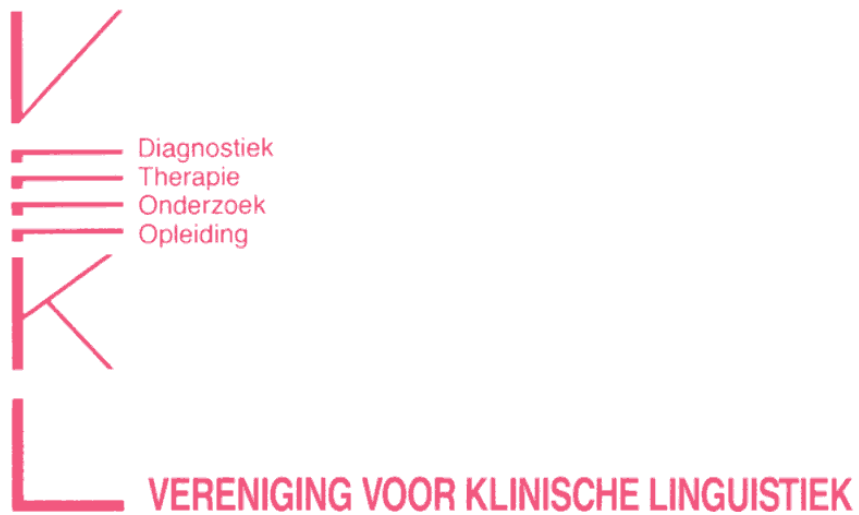 V
E
Diagnostiek
Therapie
Onderzoek
Opleiding
K
L
VERENIGING VOOR KLINISCHE LINGUISTIEK